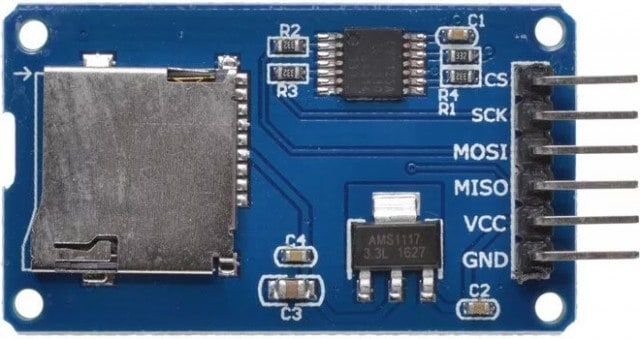 R2
R3
C1
R4
R1
CS
SCK
MOSI
MISO
VCC
GND
C4
C3
AMS1117
3.3L 1627
C2